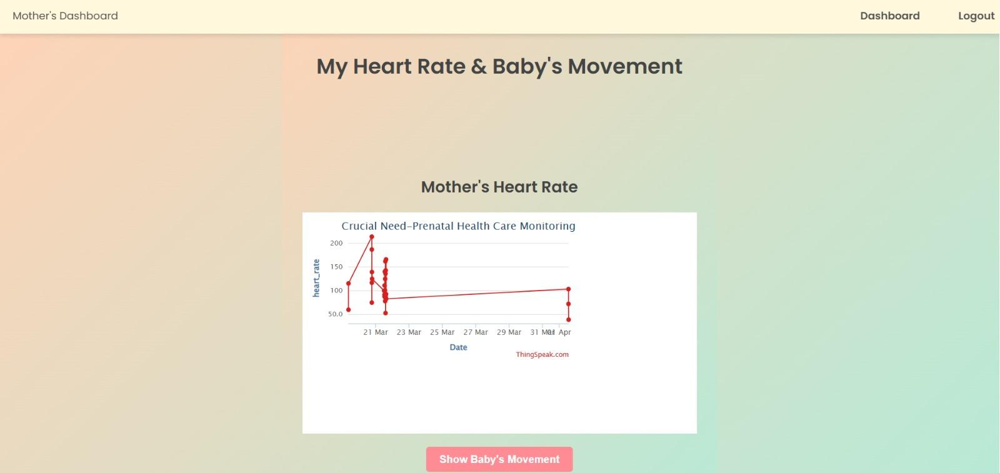 Mother's Dashboard
Dashboard
Logout
My Heart Rate & Baby's Movement
Mother's Heart Rate
Crucial Need-Prenatal Health Care Monitoring
heart_rate
200
150
100
50.0
21 Mar 23 Mar 25 Mar 27 Mar 29 Mar 31 Mar 01 Apr
Date
ThingSpeak.com
Show Baby's Movement